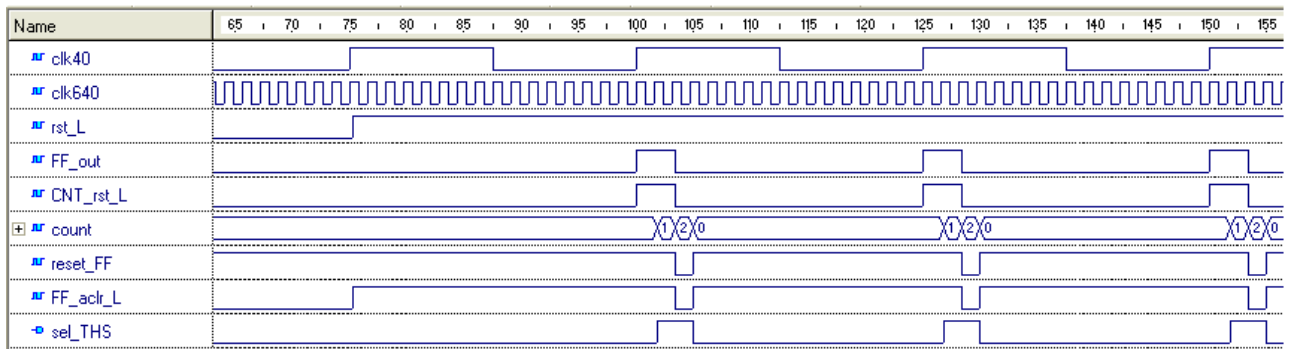 Name 65 70 75 80 85 90 95 100 105 110 115 120 125 130 135 140 145 150 155
clk40
clk640
rst_L
FF_out
CNT_rst_L
count 1 2 0 1 2 0 1 2 0
reset_FF
FF_aclr_L
sel_THS